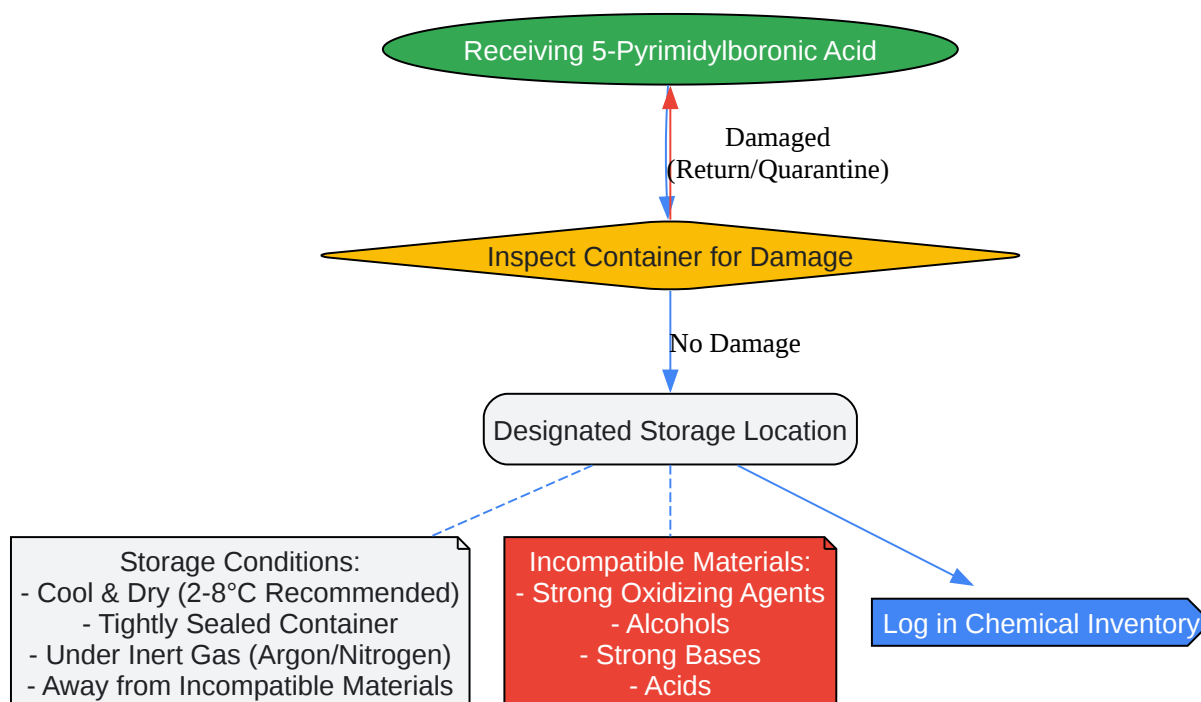 Receiving 5-Pyrimidylboronic Acid
Damaged
(Return/Quarantine)
Inspect Container for Damage
No Damage
Designated Storage Location
Storage Conditions:
- Cool & Dry (2-8°C Recommended)
- Tightly Sealed Container
- Under Inert Gas (Argon/Nitrogen)
- Away from Incompatible Materials
Incompatible Materials:
- Strong Oxidizing Agents
- Alcohols
- Strong Bases
- Acids
Log in Chemical Inventory